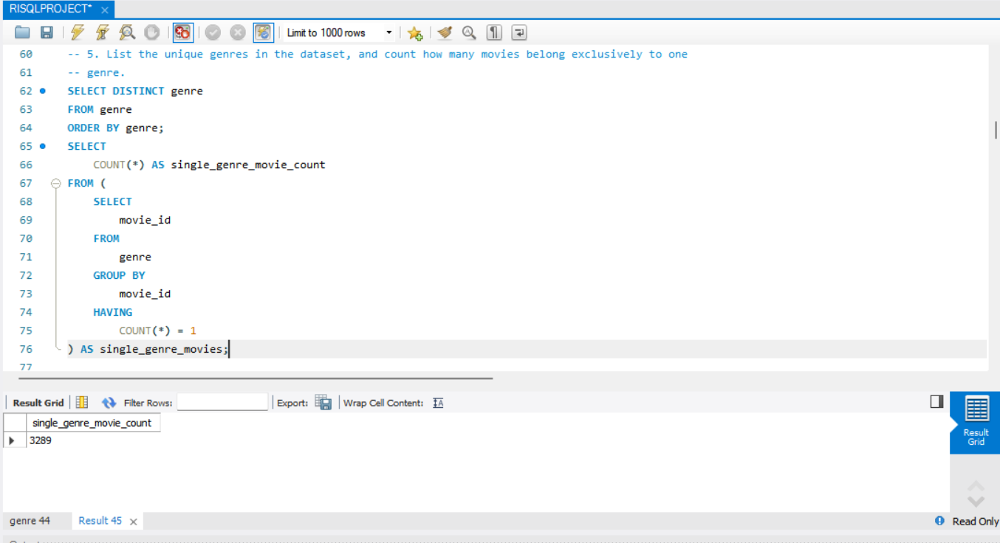 RISQLPROJECT* ×
Limit to 1000 rows
60 -- 5. List the unique genres in the dataset, and count how many movies belong exclusively to one
61 -- genre.
62 SELECT DISTINCT genre
63 FROM genre
64 ORDER BY genre;
65 SELECT
66 COUNT(*) AS single_genre_movie_count
67 FROM (
68 SELECT
69 movie_id
70 FROM
71 genre
72 GROUP BY
73 movie_id
74 HAVING
75 COUNT(*) = 1
76 ) AS single_genre_movies;
77
Result Grid Filter Rows: Export: Wrap Cell Content: IA
single_genre_movie_count
3289
Result
Grid
genre 44 Result 45 × Read Only